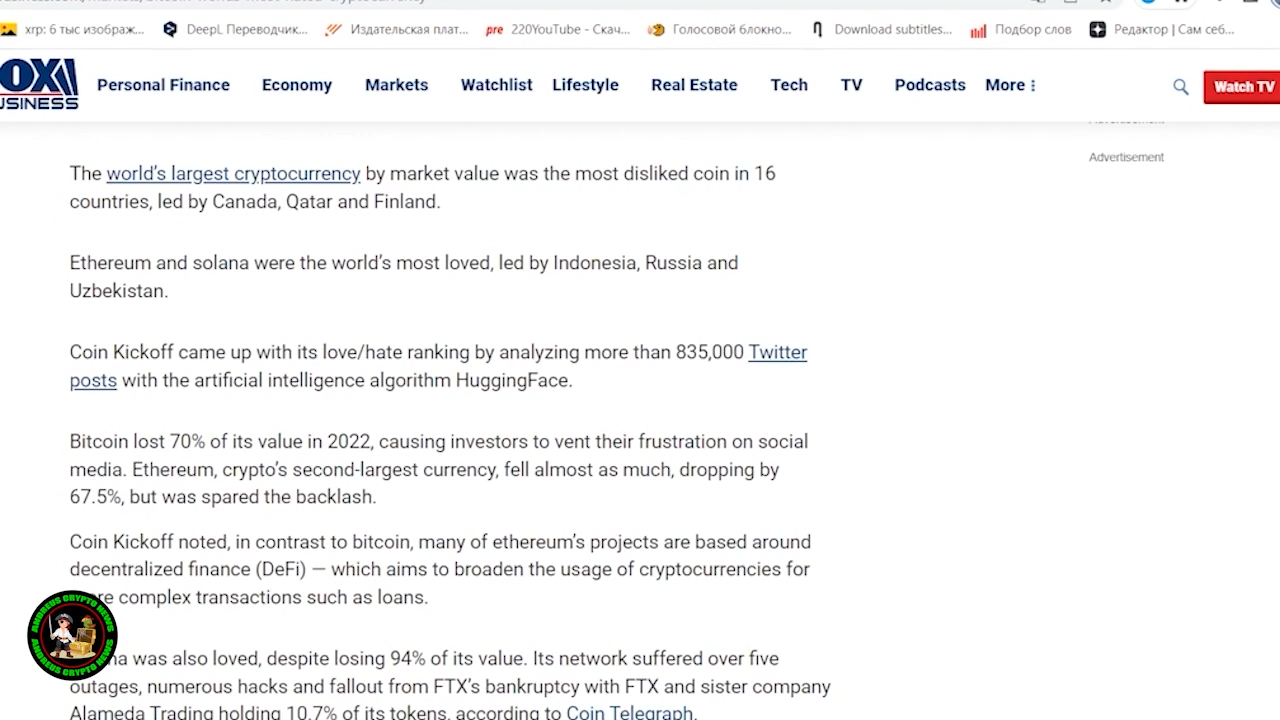 хгр: 6 тыс изображ...
DeepL Переводчик...
Издательская плат...
pre 220YouTube - Скач...
Голосовой блокно...
Download subtitles...
Подбор слов
Редактор | Сам себ...
OX
USINESS
Personal Finance Economy Markets Watchlist Lifestyle Real Estate Tech TV Podcasts More
Watch TV
Advertisement
The world's largest cryptocurrency by market value was the most disliked coin in 16
countries, led by Canada, Qatar and Finland.
Ethereum and solana were the world's most loved, led by Indonesia, Russia and
Uzbekistan.
Coin Kickoff came up with its love/hate ranking by analyzing more than 835,000 Twitter
posts with the artificial intelligence algorithm HuggingFace.
Bitcoin lost 70% of its value in 2022, causing investors to vent their frustration on social
media. Ethereum, crypto's second-largest currency, fell almost as much, dropping by
67.5%, but was spared the backlash.
Coin Kickoff noted, in contrast to bitcoin, many of ethereum's projects are based around
decentralized finance (DeFi) — which aims to broaden the usage of cryptocurrencies for
complex transactions such as loans.
was also loved, despite losing 94% of its value. Its network suffered over five
outages, numerous hacks and fallout from FTX's bankruptcy with FTX and sister company
Alameda Trading holding 10.7% of its tokens, according to Coin Telegraph.
ANDREUS CRYPTO NEWS
ANDREUS CRYPTO NEWS